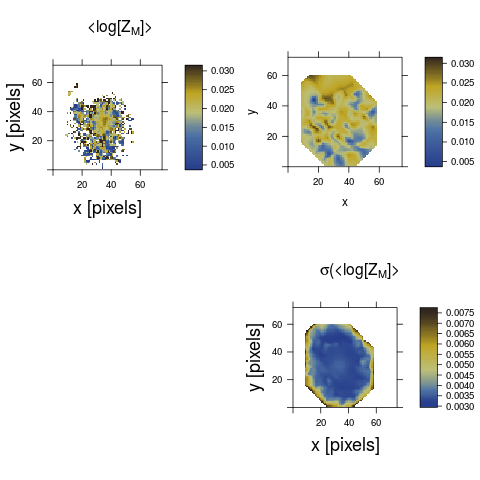 <log[Z_M]>
y [pixels]
60
40
20
20 40 60
x [pixels]
0.030
0.025
0.020
0.015
0.010
0.005
y
60
40
20
20 40 60
x
0.030
0.025
0.020
0.015
0.010
0.005
σ(<log[Z_M]>
y [pixels]
60
40
20
20 40 60
x [pixels]
0.0075
0.0070
0.0065
0.0060
0.0055
0.0050
0.0045
0.0040
0.0035
0.0030